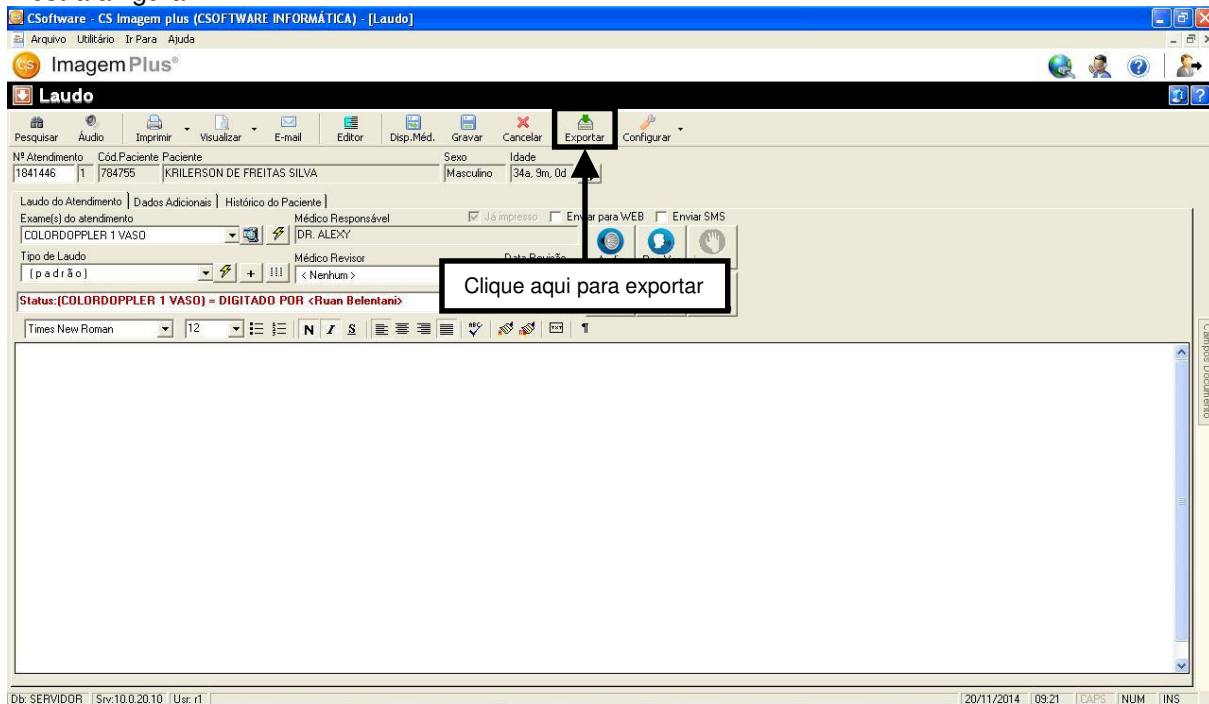 CSoftware - CS Imagem plus (CSOFTWARE INFORMÁTICA) - [Laudo]
Arquivo Utilitário Ir Para Ajuda
CS Imagem Plus®
Laudo
Pesquisar Áudio Imprimir Visualizar E-mail Editor Disp.Méd. Gravar Cancelar Exportar Configurar
Nº Atendimento Cód.Paciente Paciente Sexo Idade
1841446 1 784755 KRILERSON DE FREITAS SILVA Masculino 34a, 9m, 0d
Laudo do Atendimento Dados Adicionais Histórico do Paciente
Exame(s) do atendimento Médico Responsável Já impresso Enviar para WEB Enviar SMS
COLORDOPPLER 1 VASO DR. ALEXY
Tipo de Laudo Médico Revisor
(padrão) < Nenhum >
Clique aqui para exportar
Status:(COLORDOPPLER 1 VASO) = DIGITADO POR <Ruan Belentani>
Times New Roman 12 N I S ABC TXT ¶
Campos Documento
Db: SERVIDOR Srv:10.0.20.10 Usr: r1 20/11/2014 09:21 CAPS NUM INS